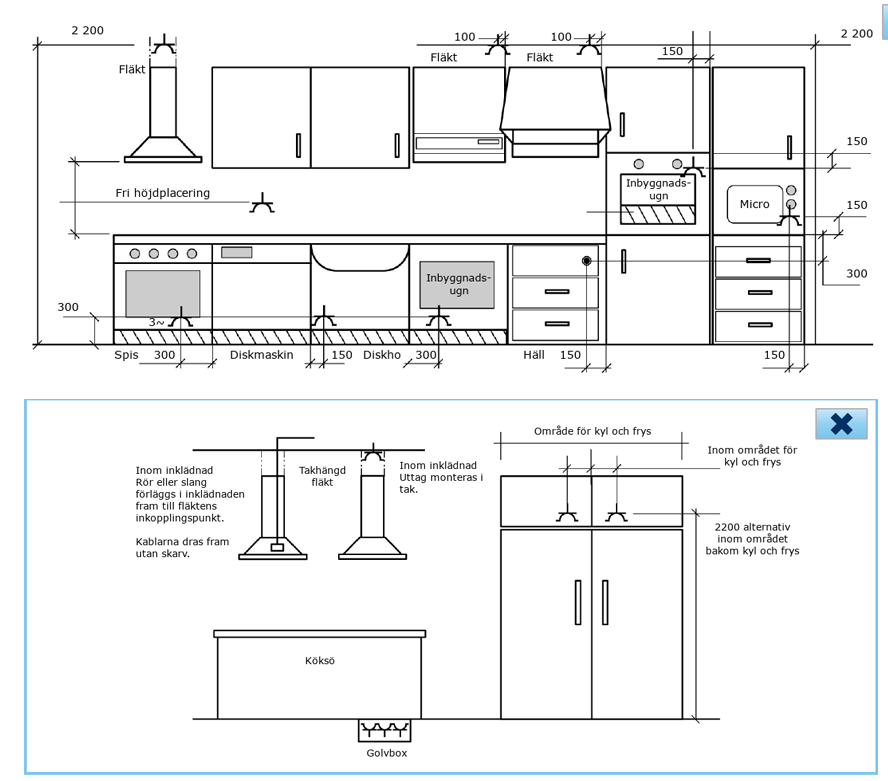 2 200
100
100
2 200
Fläkt
Fläkt
150
Fläkt
150
Inbyggnads-
ugn
Fri höjdplacering
Micro
150
Inbyggnads-
ugn
300
300
3~
Spis 300 Diskmaskin 150 Diskho 300 Häll 150 150
Område för kyl och frys
Inom området för
kyl och frys
Inom inklädnad
Rör eller slang
förläggs i inklädnaden
fram till fläktens
inkopplingspunkt.
Kablarna dras fram
utan skarv.
Takhängd
fläkt
Inom inklädnad
Uttag monteras i
tak.
2200 alternativ
inom området
bakom kyl och frys
Köksö
Golvbox